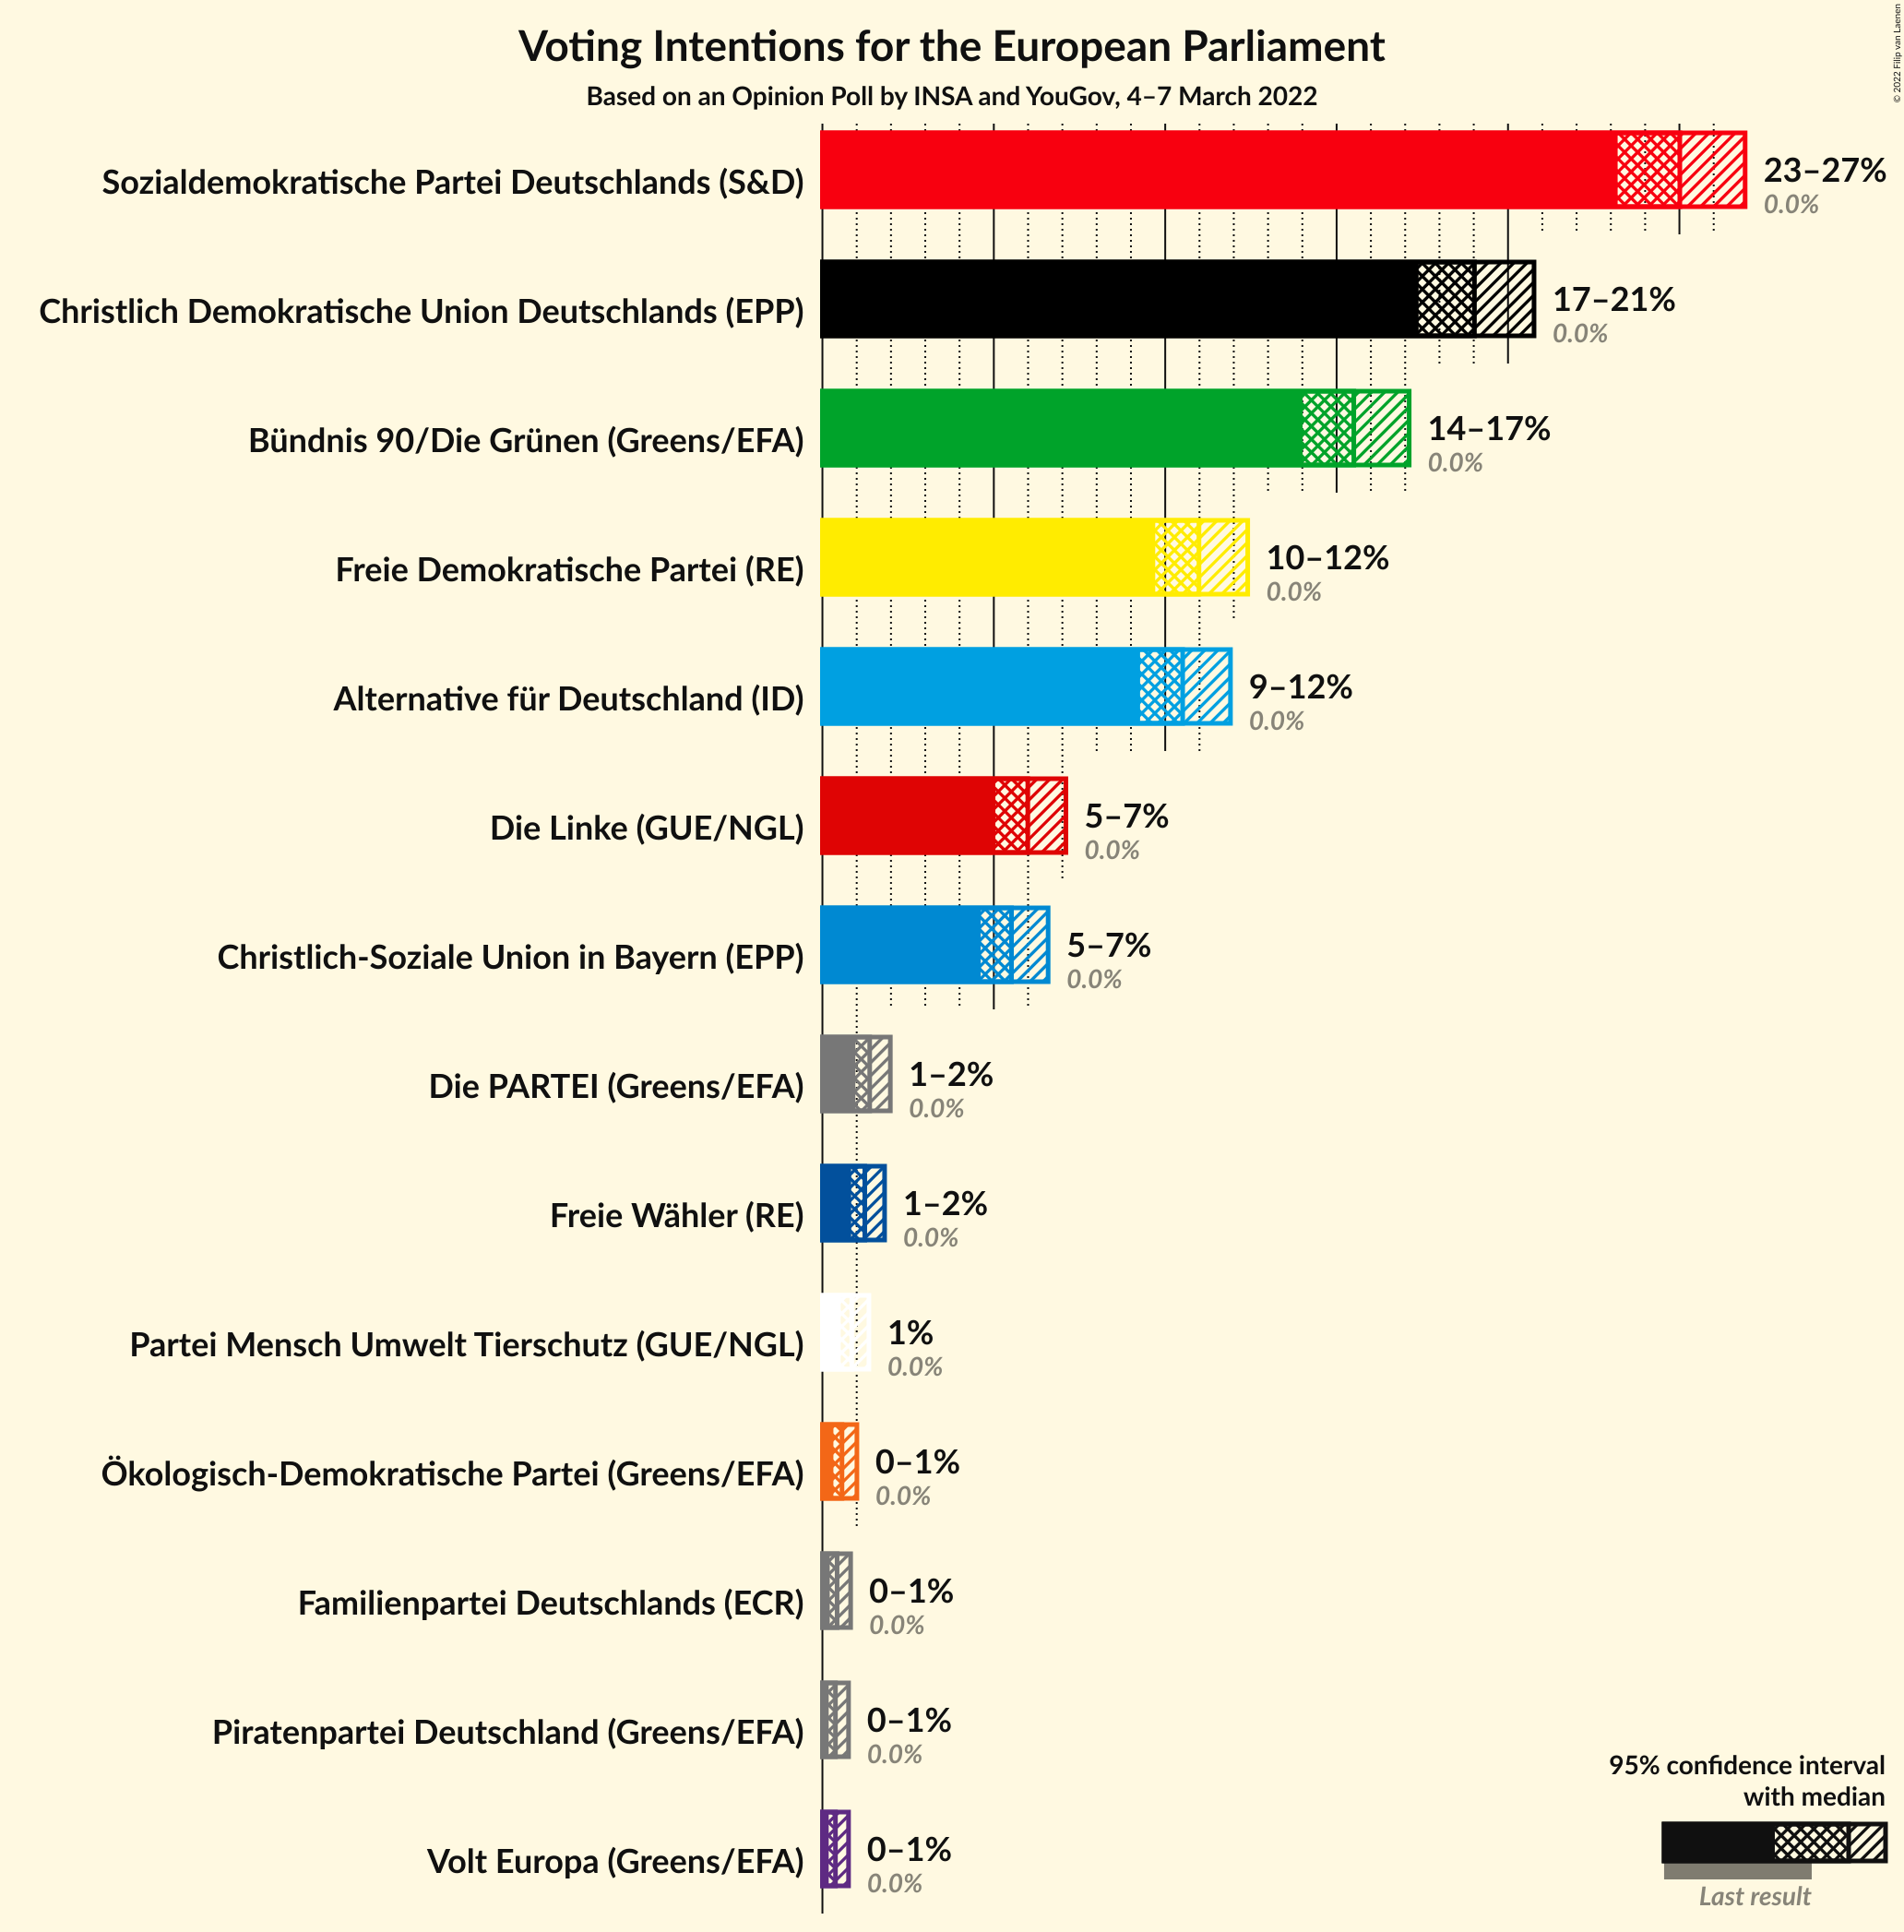 Voting Intentions for the European Parliament
Based on an Opinion Poll by INSA and YouGov, 4–7 March 2022
© 2022 Filip van Laenen
Sozialdemokratische Partei Deutschlands (S&D)
23–27%
0.0%
Christlich Demokratische Union Deutschlands (EPP)
17–21%
0.0%
Bündnis 90/Die Grünen (Greens/EFA)
14–17%
0.0%
Freie Demokratische Partei (RE)
10–12%
0.0%
Alternative für Deutschland (ID)
9–12%
0.0%
Die Linke (GUE/NGL)
5–7%
0.0%
Christlich-Soziale Union in Bayern (EPP)
5–7%
0.0%
Die PARTEI (Greens/EFA)
1–2%
0.0%
Freie Wähler (RE)
1–2%
0.0%
Partei Mensch Umwelt Tierschutz (GUE/NGL)
1%
0.0%
Ökologisch-Demokratische Partei (Greens/EFA)
0–1%
0.0%
Familienpartei Deutschlands (ECR)
0–1%
0.0%
Piratenpartei Deutschland (Greens/EFA)
0–1%
0.0%
Volt Europa (Greens/EFA)
0–1%
0.0%
95% confidence interval
with median
Last result